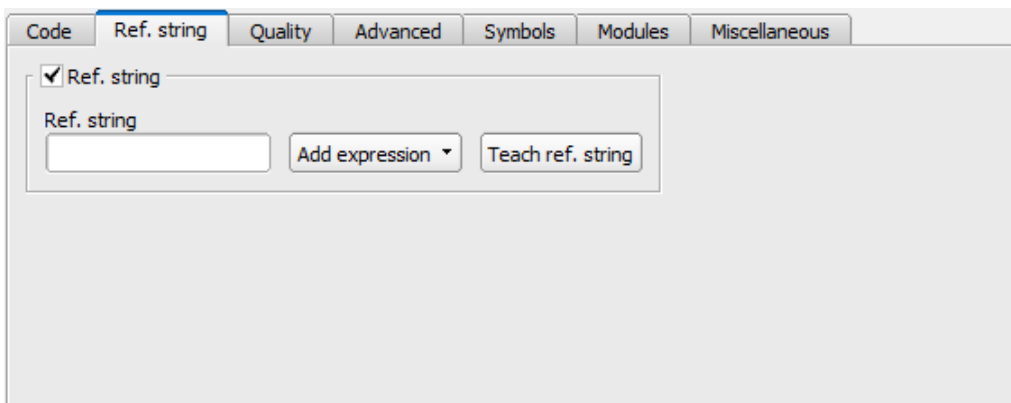 Code Ref. string Quality Advanced Symbols Modules Miscellaneous
Ref. string
Ref. string
Add expression Teach ref. string